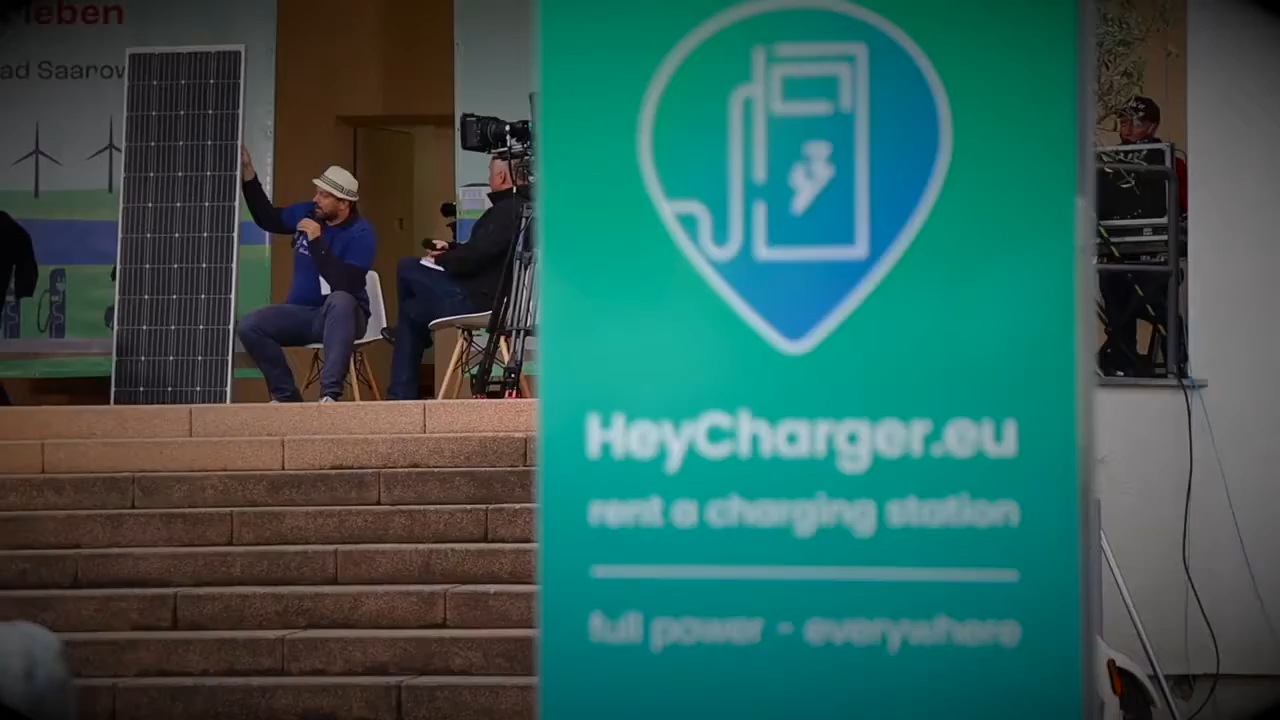 leben
ad Saarow
HeyCharger.eu
rent a charging station
full power - everywhere